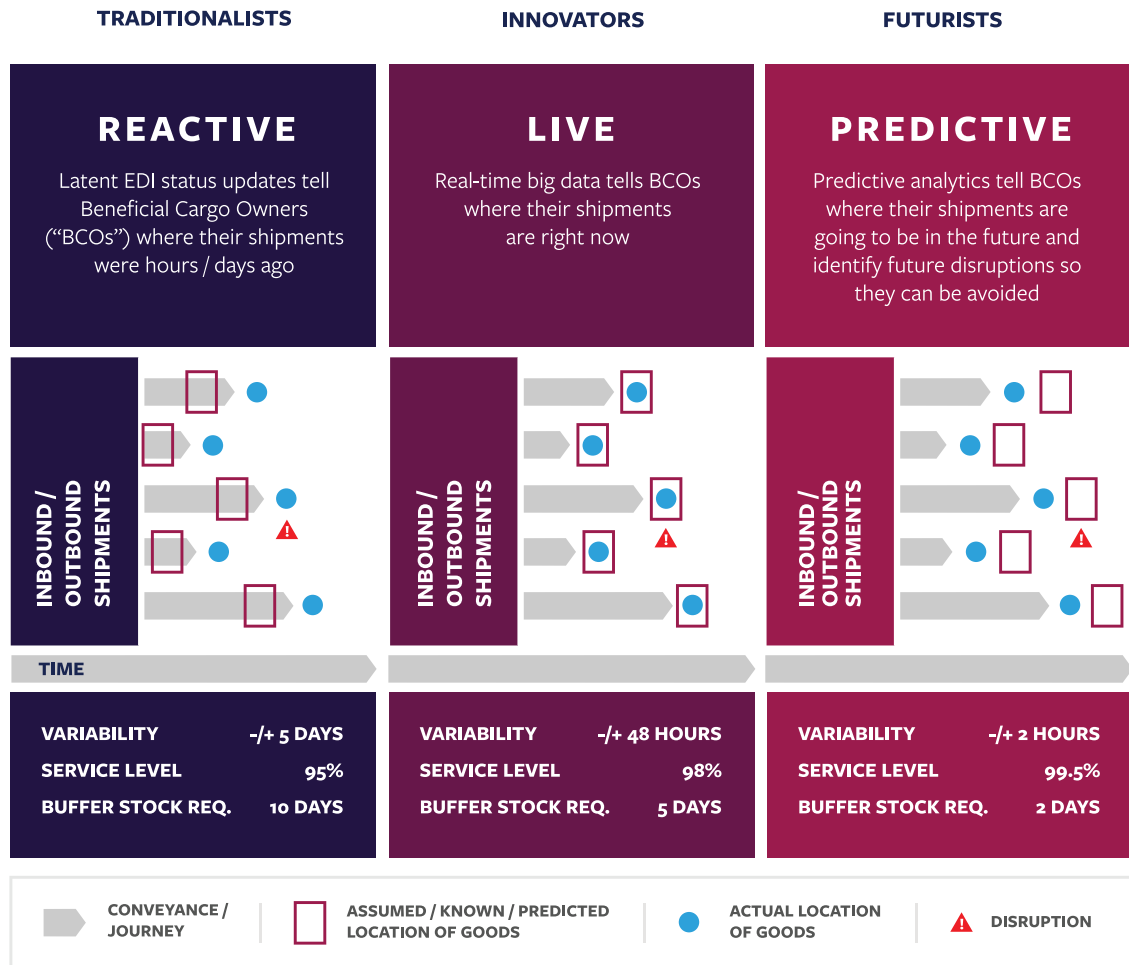 TRADITIONALISTS
INNOVATORS
FUTURISTS
REACTIVE
Latent EDI status updates tell
Beneficial Cargo Owners
(“BCOs”) where their shipments
were hours / days ago
LIVE
Real-time big data tells BCOs
where their shipments
are right now
PREDICTIVE
Predictive analytics tell BCOs
where their shipments are
going to be in the future and
identify future disruptions so
they can be avoided
INBOUND /
OUTBOUND
SHIPMENTS
INBOUND /
OUTBOUND
SHIPMENTS
INBOUND /
OUTBOUND
SHIPMENTS
TIME
VARIABILITY -/+ 5 DAYS
SERVICE LEVEL 95%
BUFFER STOCK REQ. 10 DAYS
VARIABILITY -/+ 48 HOURS
SERVICE LEVEL 98%
BUFFER STOCK REQ. 5 DAYS
VARIABILITY -/+ 2 HOURS
SERVICE LEVEL 99.5%
BUFFER STOCK REQ. 2 DAYS
CONVEYANCE /
JOURNEY
ASSUMED / KNOWN / PREDICTED
LOCATION OF GOODS
ACTUAL LOCATION
OF GOODS
DISRUPTION